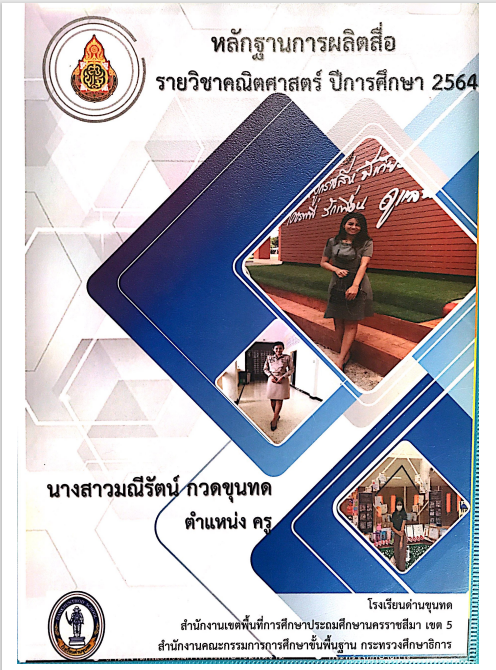 หลักฐานการผลิตสื่อ
รายวิชาคณิตศาสตร์ ปีการศึกษา 2564
นางสาวมณีรัตน์ กวดขุนทด
ตำแหน่ง ครู
โรงเรียนด่านขุนทด
สำนักงานเขตพื้นที่การศึกษาประถมศึกษานครราชสีมา เขต 5
สำนักงานคณะกรรมการการศึกษาขั้นพื้นฐาน กระทรวงศึกษาธิการ